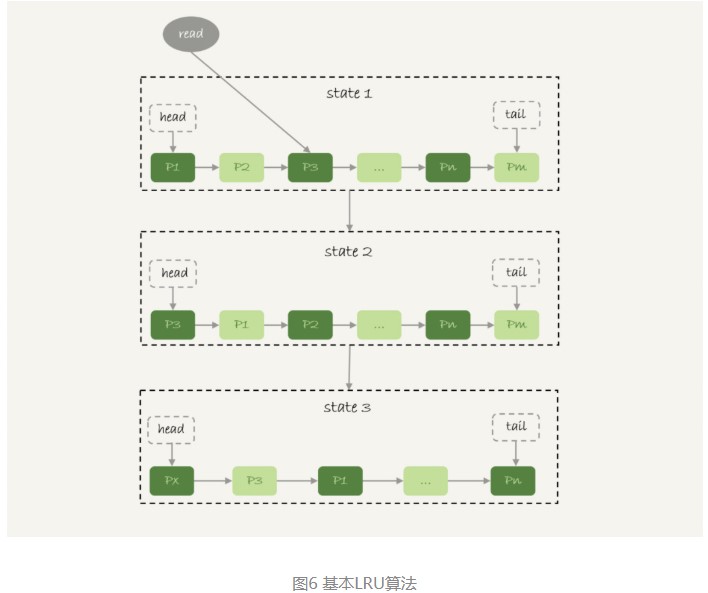 read
state 1
head
tail
P1 P2 P3 ... Pn Pm
state 2
head
tail
P3 P1 P2 ... Pn Pm
state 3
head
tail
Px P3 P1 ... Pn
图6 基本LRU算法